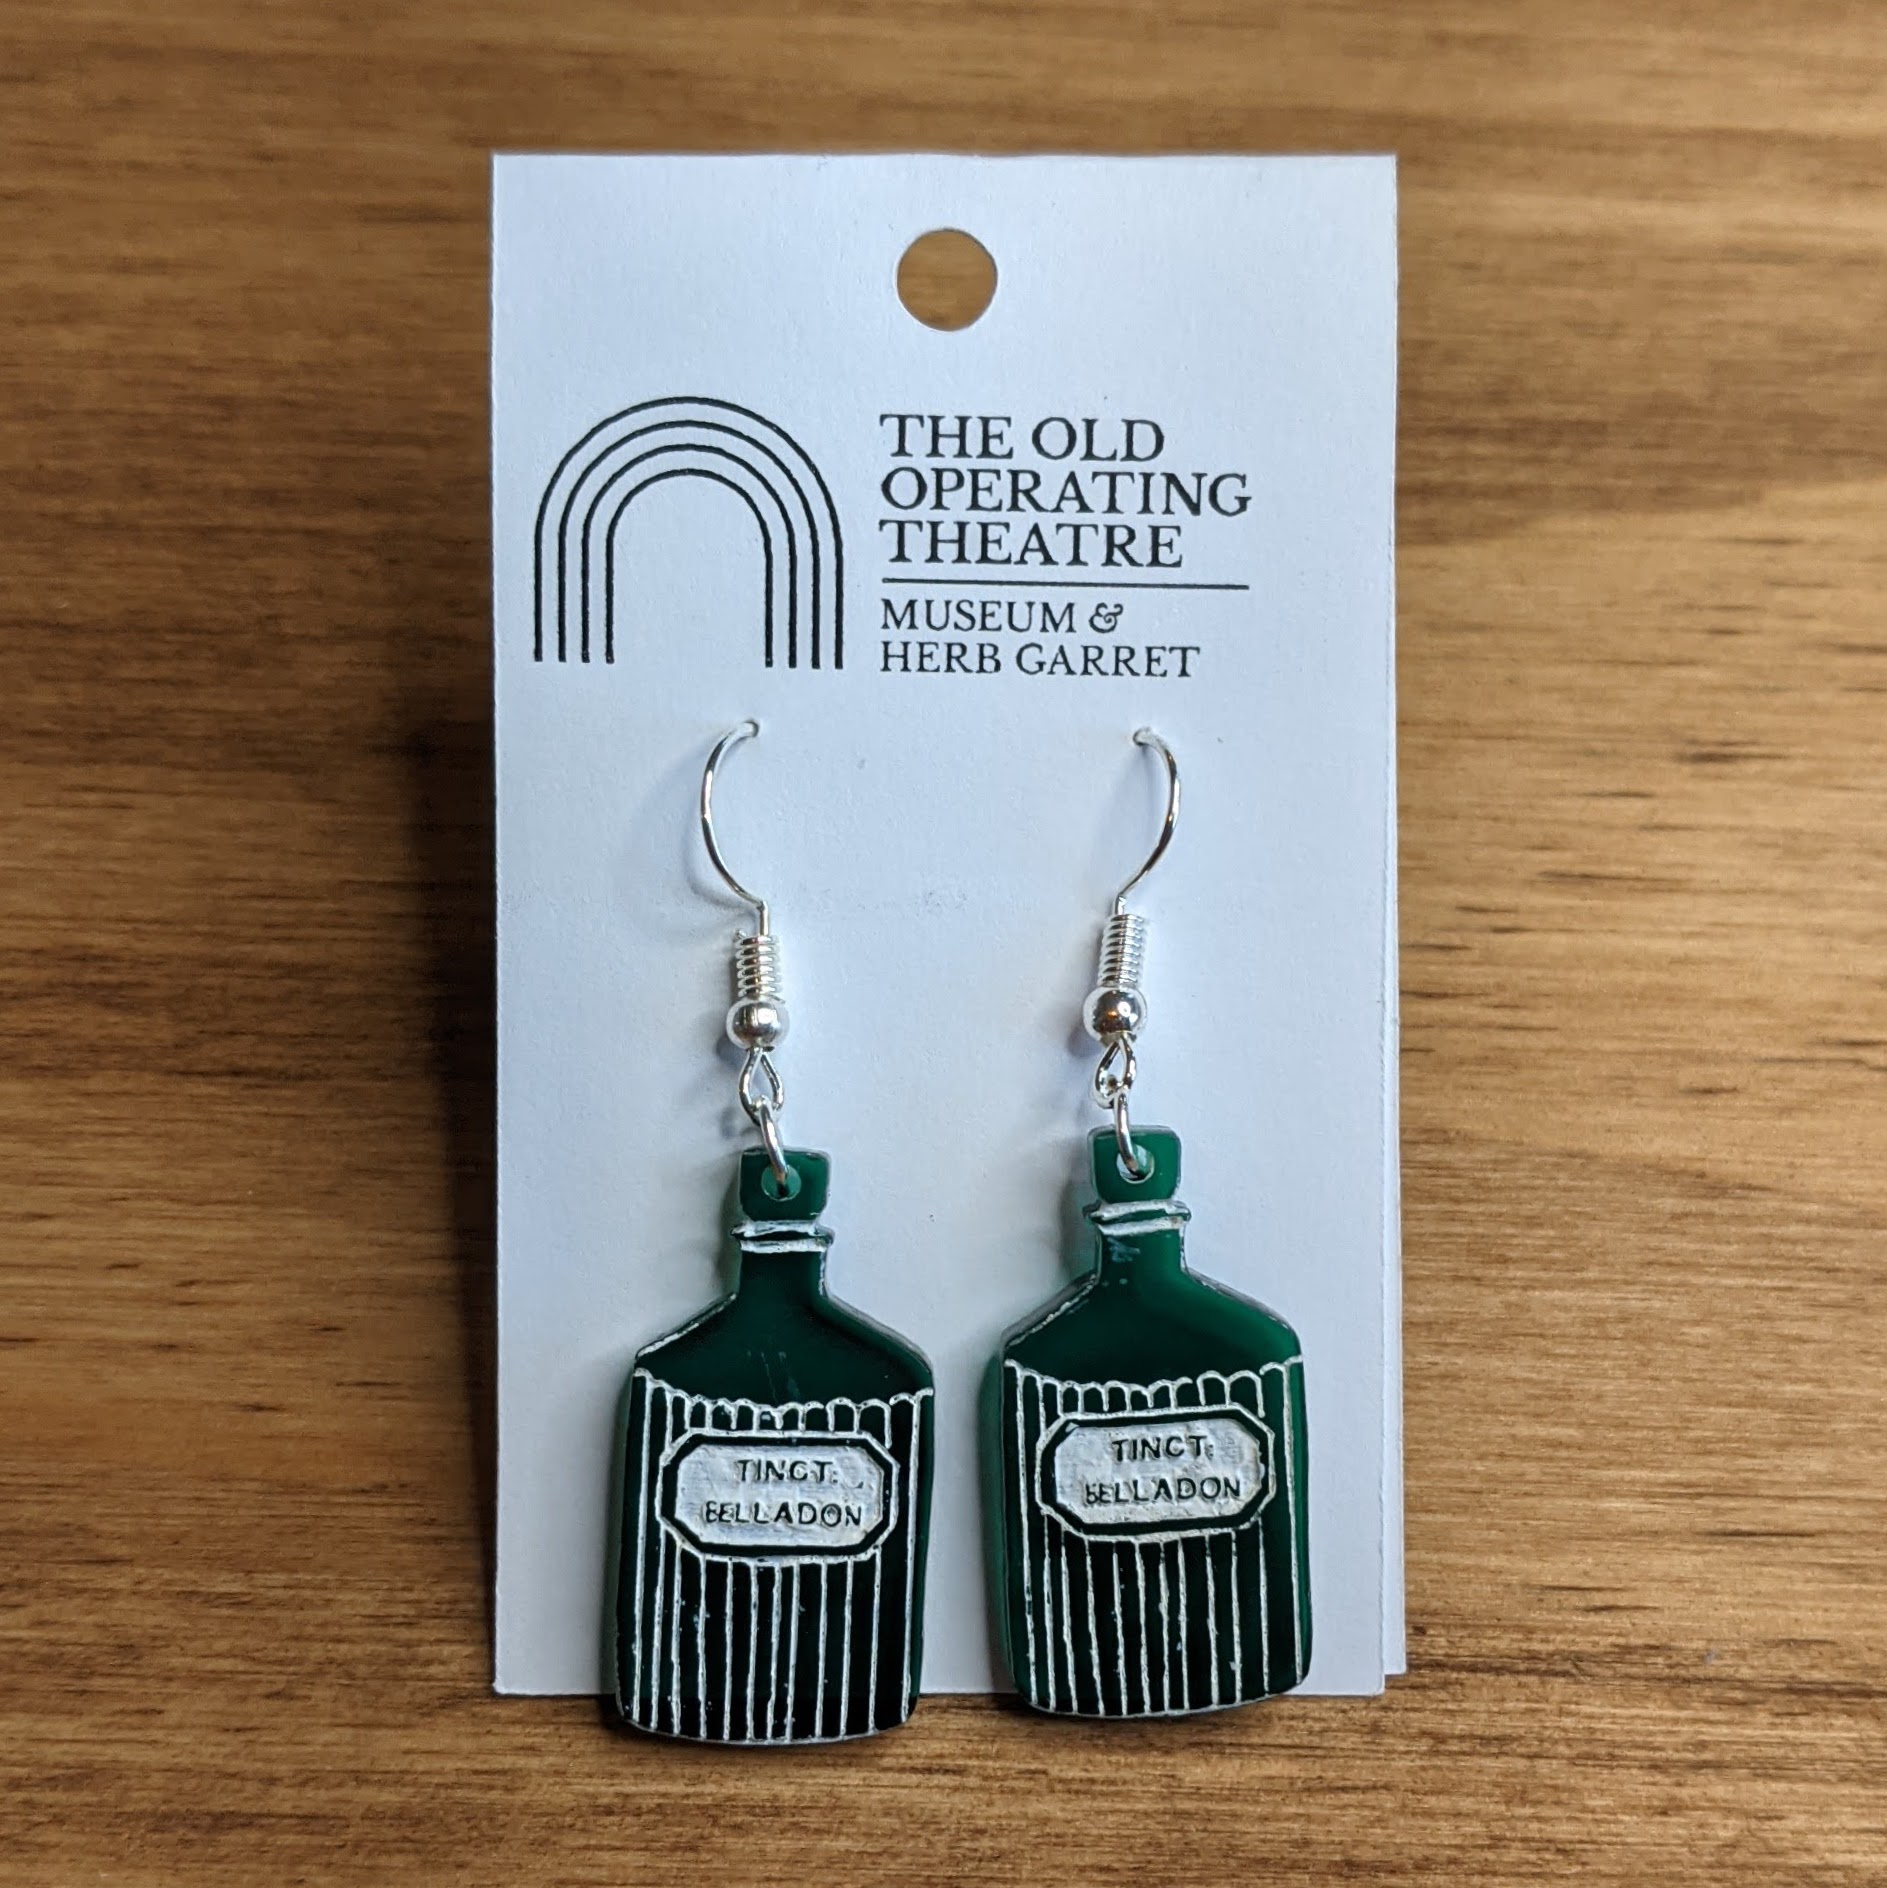 THE OLD
OPERATING
THEATRE
MUSEUM &
HERB GARRET
TINCT:
BELLADON
TINCT:
BELLADON